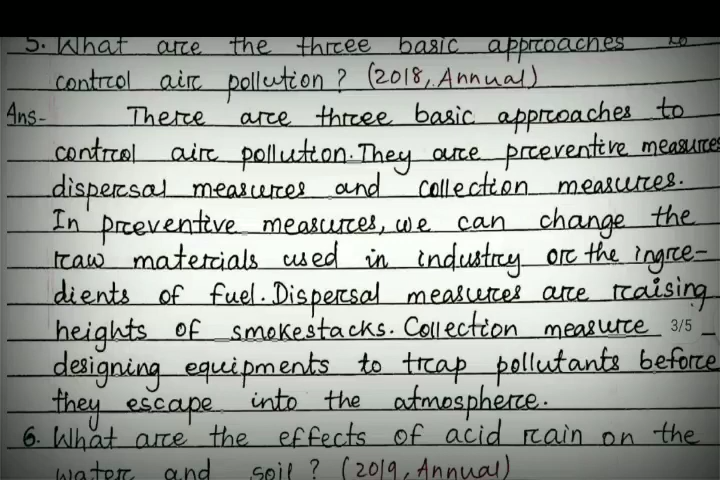 5. What are the three basic approaches to
control air pollution? (2018, Annual)
Ans- There are three basic approaches to
control air pollution. They are preventive measures
dispersal measures and collection measures.
In preventive measures, we can change the
raw materials used in industry or the ingre-
dients of fuel. Dispersal measures are raising
heights of smokestacks. Collection measure 3/5
designing equipments to trap pollutants before
they escape into the atmosphere.
6. What are the effects of acid rain on the
water and soil? (2019, Annual)